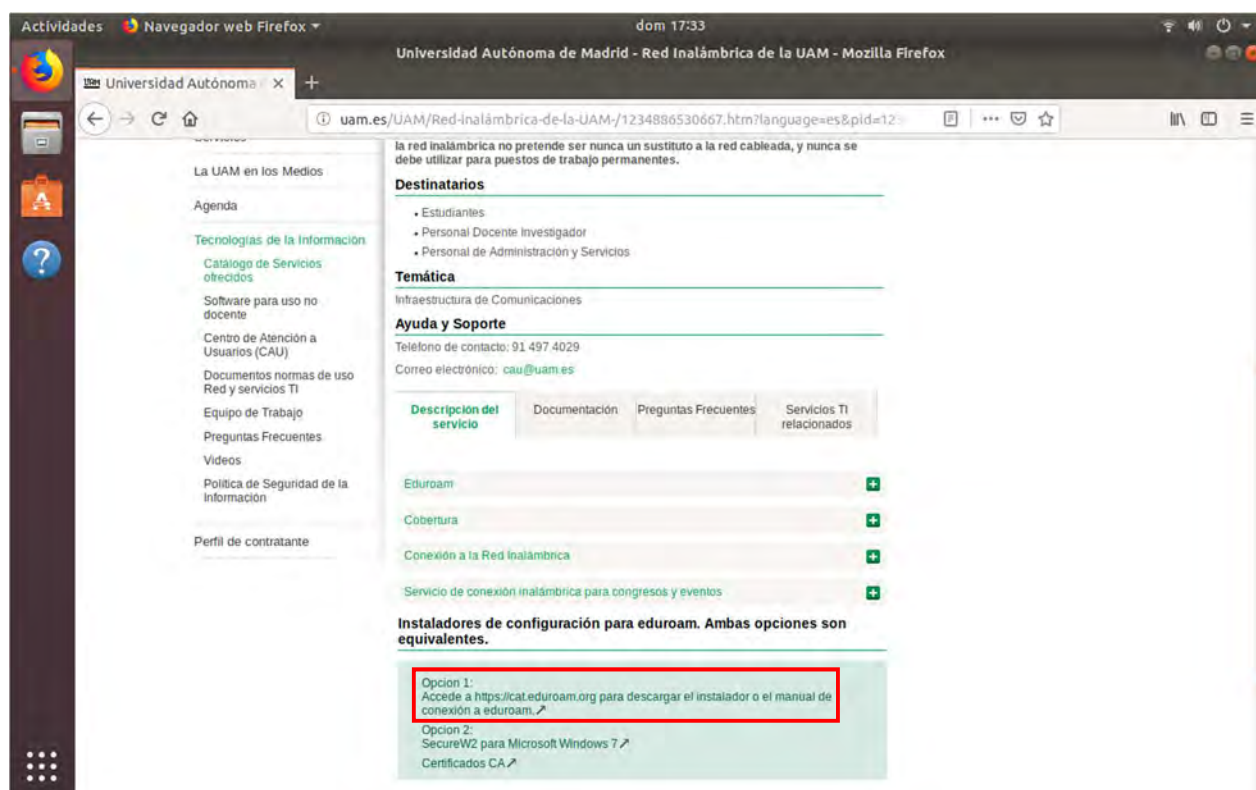 Actividades Navegador web Firefox dom 17:33
Universidad Autónoma de Madrid - Red Inalámbrica de la UAM - Mozilla Firefox
UAM Universidad Autónoma
uam.es/UAM/Red-Inalámbrica-de-la-UAM-/1234886530667.htm?language=es&pid=12
la red inalámbrica no pretende ser nunca un sustituto a la red cableada, y nunca se
debe utilizar para puestos de trabajo permanentes.
La UAM en los Medios
Agenda
Tecnologías de la Información
Catálogo de Servicios
ofrecidos
Software para uso no
docente
Centro de Atención a
Usuarios (CAU)
Documentos normas de uso
Red y servicios TI
Equipo de Trabajo
Preguntas Frecuentes
Videos
Política de Seguridad de la
Información
Perfil de contratante
Destinatarios
• Estudiantes
• Personal Docente Investigador
• Personal de Administración y Servicios
Temática
Infraestructura de Comunicaciones
Ayuda y Soporte
Teléfono de contacto: 91 497 4029
Correo electrónico: cau@uam.es
Descripción del
servicio
Documentación
Preguntas Frecuentes
Servicios TI
relacionados
Eduroam
Cobertura
Conexión a la Red Inalámbrica
Servicio de conexión inalámbrica para congresos y eventos
Instaladores de configuración para eduroam. Ambas opciones son
equivalentes.
Opcion 1:
Accede a https://cat.eduroam.org para descargar el instalador o el manual de
conexión a eduroam.
Opcion 2:
SecureW2 para Microsoft Windows 7
Certificados CA